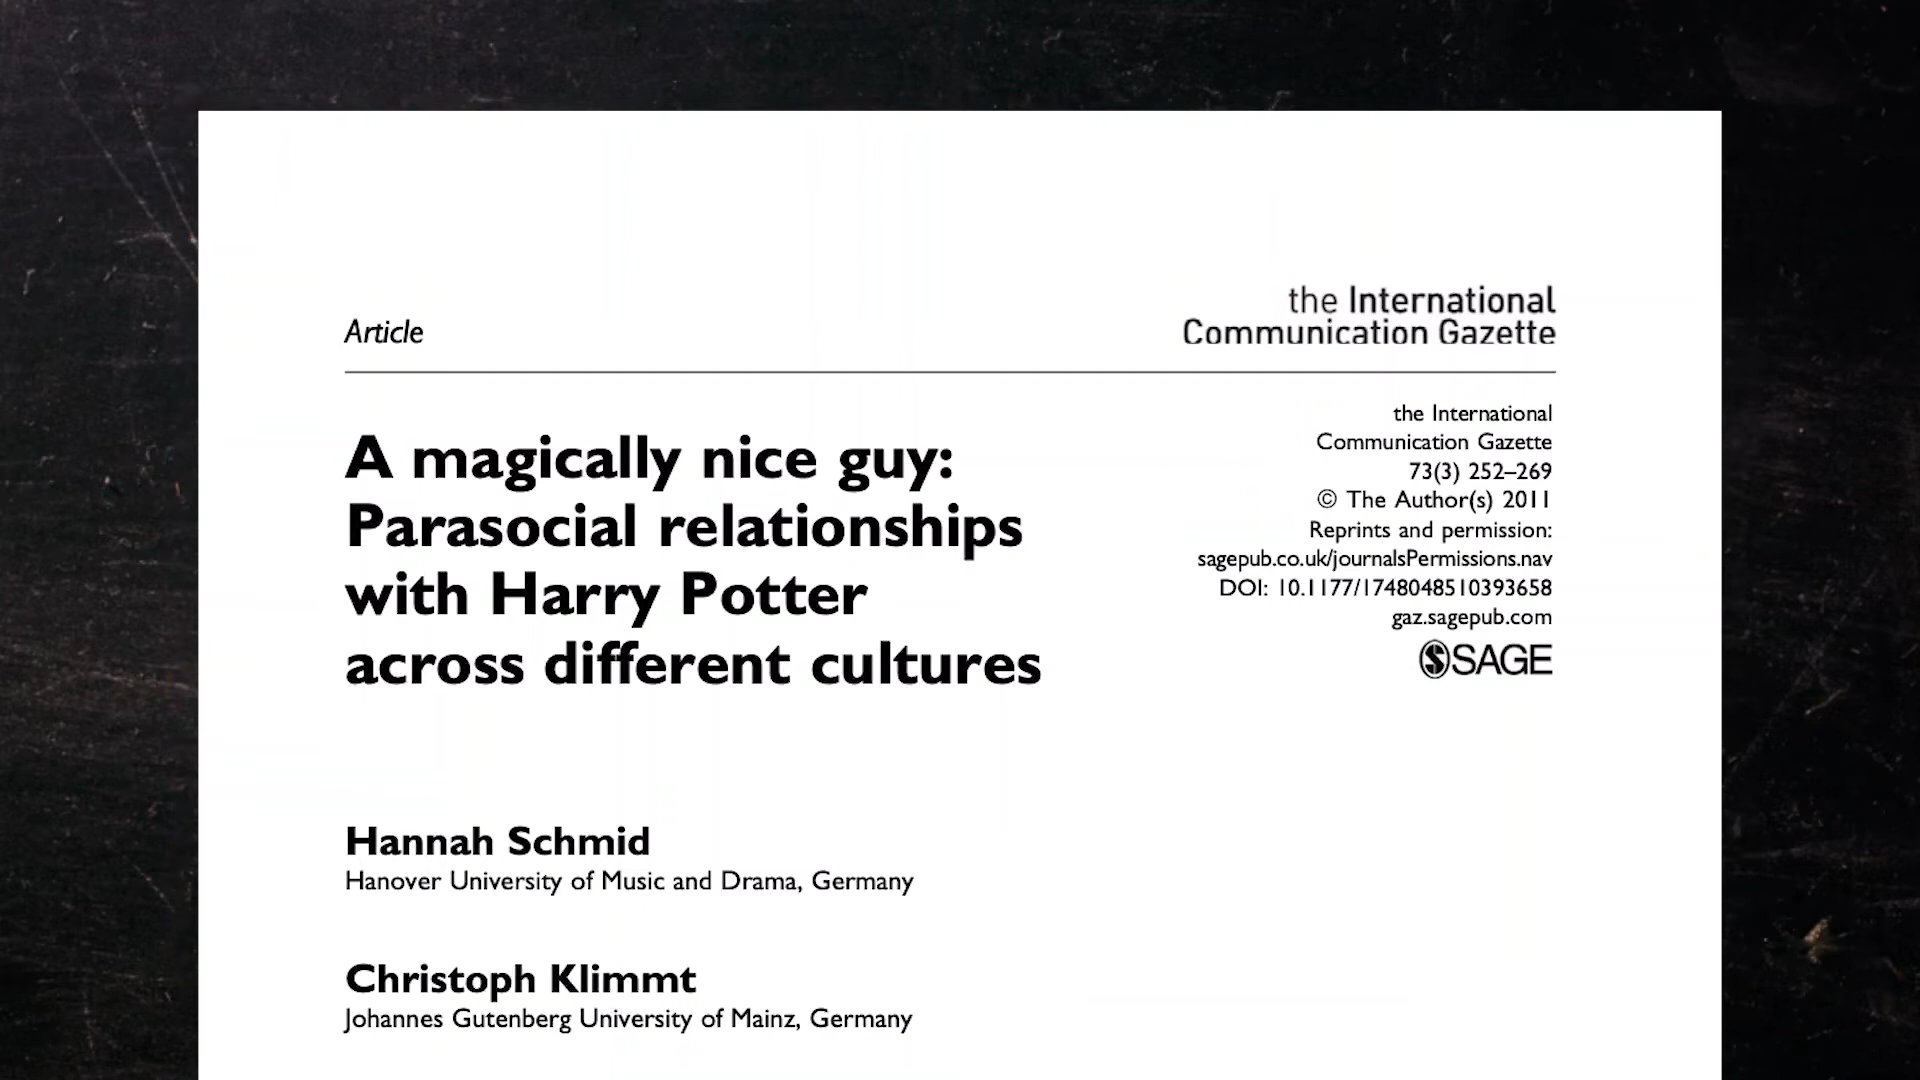 Article
the International
Communication Gazette
A magically nice guy:
Parasocial relationships
with Harry Potter
across different cultures
the International
Communication Gazette
73(3) 252–269
© The Author(s) 2011
Reprints and permission:
sagepub.co.uk/journalsPermissions.nav
DOI: 10.1177/1748048510393658
gaz.sagepub.com
SAGE
Hannah Schmid
Hanover University of Music and Drama, Germany
Christoph Klimmt
Johannes Gutenberg University of Mainz, Germany